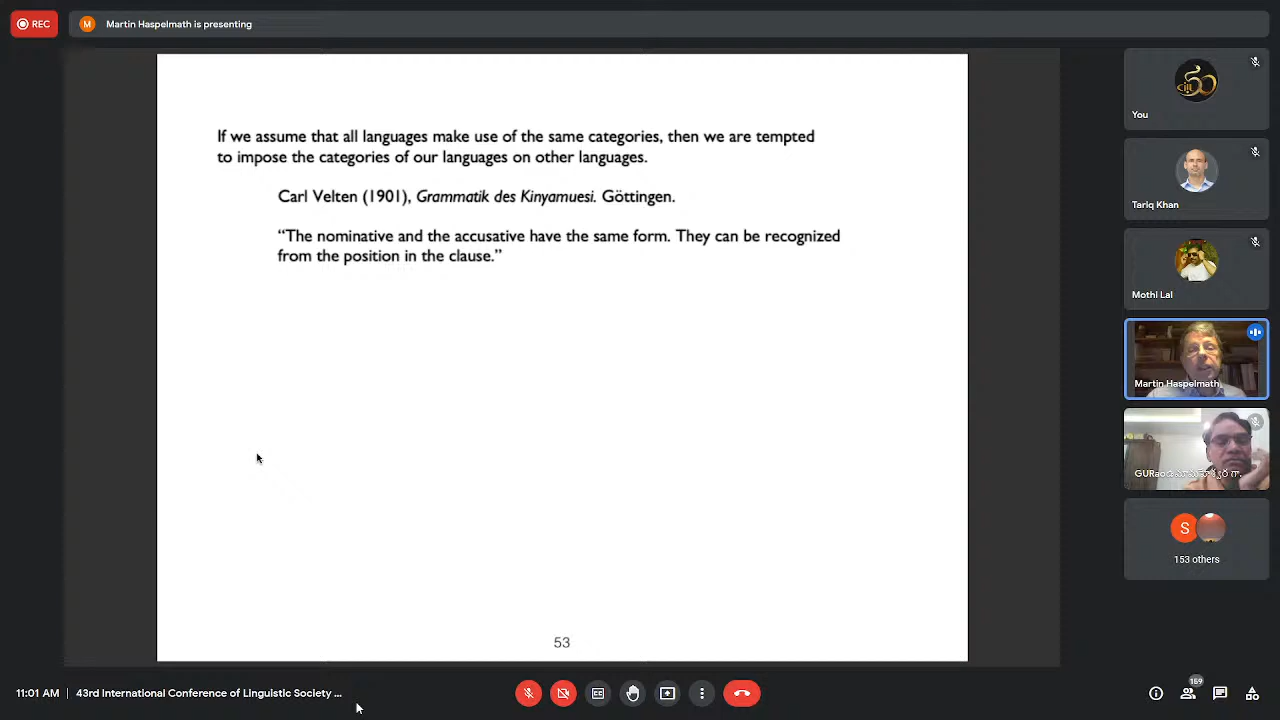 REC
M
Martin Haspelmath is presenting
If we assume that all languages make use of the same categories, then we are tempted
to impose the categories of our languages on other languages.
Carl Velten (1901), Grammatik des Kinyamuesi. Göttingen.
“The nominative and the accusative have the same form. They can be recognized
from the position in the clause.”
53
You
Tariq Khan
Mothi Lal
Martin Haspelmath
S
153 others
11:01 AM | 43rd International Conference of Linguistic Society ...
169